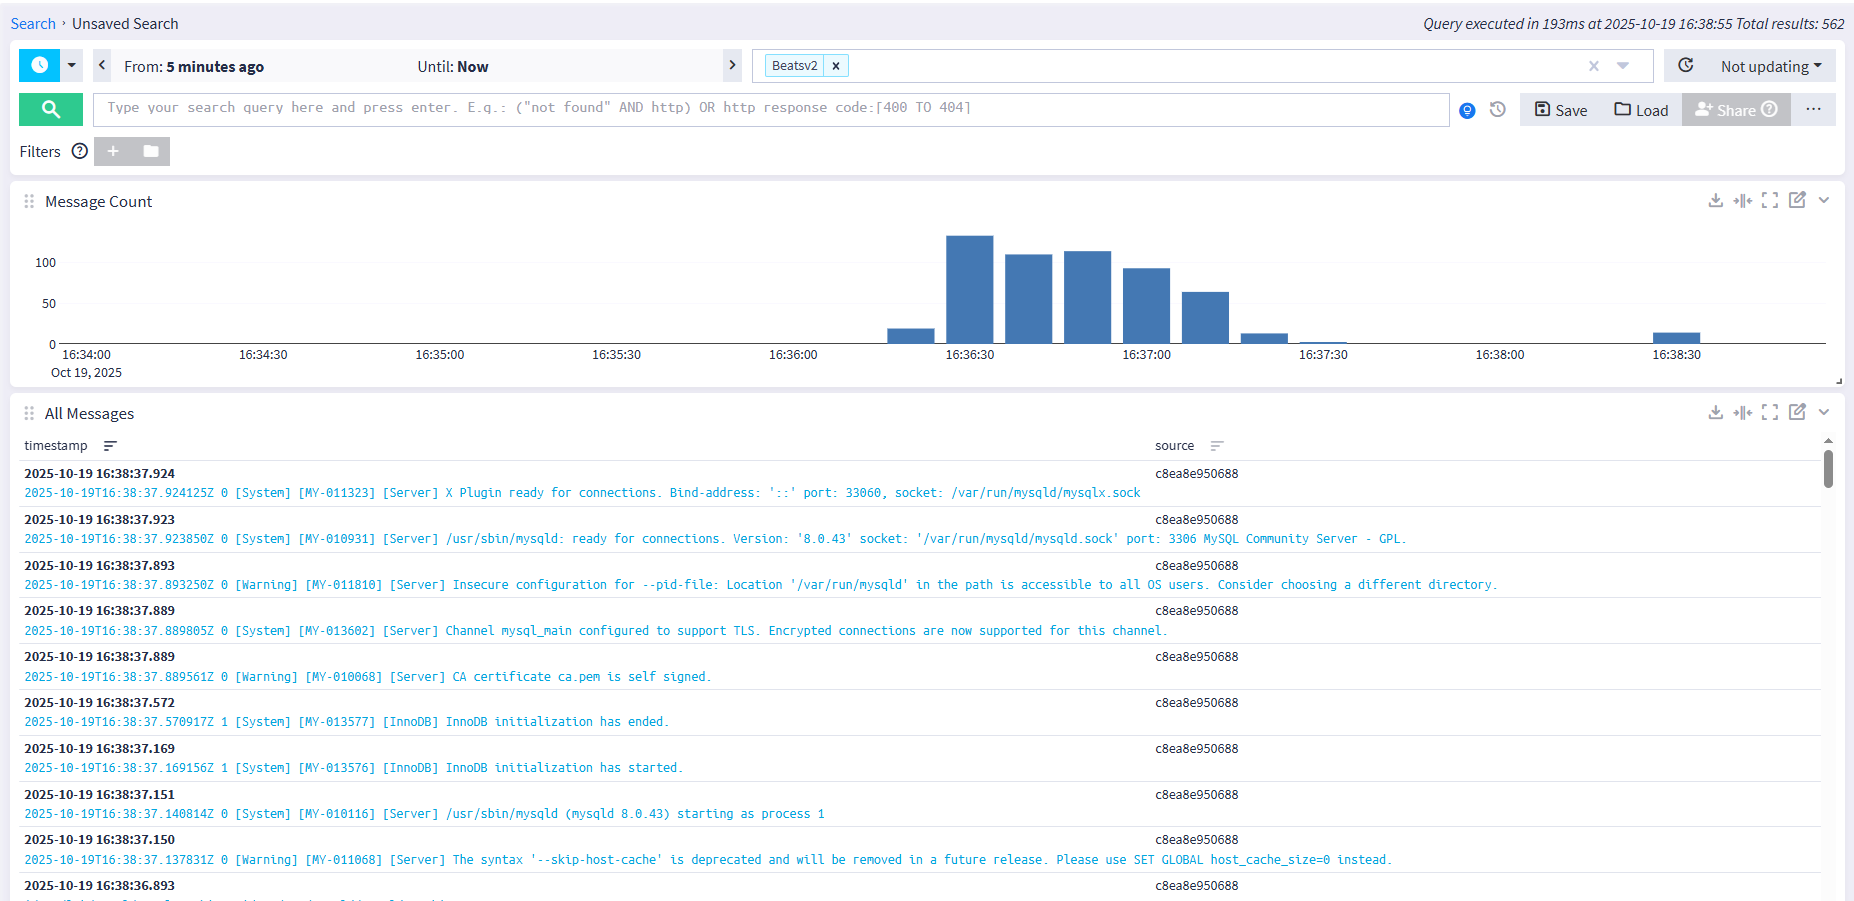 Search › Unsaved Search
Query executed in 193ms at 2025-10-19 16:38:55 Total results: 562
From: 5 minutes ago Until: Now
Beatsv2
Not updating
Type your search query here and press enter. E.g.: ("not found" AND http) OR http_response_code:[400 TO 404]
Save Load Share ...
Filters
Message Count
100
50
0
16:34:00 16:34:30 16:35:00 16:35:30 16:36:00 16:36:30 16:37:00 16:37:30 16:38:00 16:38:30
Oct 19, 2025
All Messages
timestamp source
2025-10-19 16:38:37.924 c8ea8e950688
2025-10-19T16:38:37.924125Z 0 [System] [MY-011323] [Server] X Plugin ready for connections. Bind-address: '::' port: 33060, socket: /var/run/mysqld/mysqlx.sock
2025-10-19 16:38:37.923 c8ea8e950688
2025-10-19T16:38:37.923850Z 0 [System] [MY-010931] [Server] /usr/sbin/mysqld: ready for connections. Version: '8.0.43' socket: '/var/run/mysqld/mysqld.sock' port: 3306 MySQL Community Server - GPL.
2025-10-19 16:38:37.893 c8ea8e950688
2025-10-19T16:38:37.893250Z 0 [Warning] [MY-011810] [Server] Insecure configuration for --pid-file: Location '/var/run/mysqld' in the path is accessible to all OS users. Consider choosing a different directory.
2025-10-19 16:38:37.889 c8ea8e950688
2025-10-19T16:38:37.889805Z 0 [System] [MY-013602] [Server] Channel mysql_main configured to support TLS. Encrypted connections are now supported for this channel.
2025-10-19 16:38:37.889 c8ea8e950688
2025-10-19T16:38:37.889561Z 0 [Warning] [MY-010068] [Server] CA certificate ca.pem is self signed.
2025-10-19 16:38:37.572 c8ea8e950688
2025-10-19T16:38:37.570917Z 1 [System] [MY-013577] [InnoDB] InnoDB initialization has ended.
2025-10-19 16:38:37.169 c8ea8e950688
2025-10-19T16:38:37.169156Z 1 [System] [MY-013576] [InnoDB] InnoDB initialization has started.
2025-10-19 16:38:37.151 c8ea8e950688
2025-10-19T16:38:37.140814Z 0 [System] [MY-010116] [Server] /usr/sbin/mysqld (mysqld 8.0.43) starting as process 1
2025-10-19 16:38:37.150 c8ea8e950688
2025-10-19T16:38:37.137831Z 0 [Warning] [MY-011068] [Server] The syntax '--skip-host-cache' is deprecated and will be removed in a future release. Please use SET GLOBAL host_cache_size=0 instead.
2025-10-19 16:38:36.893 c8ea8e950688